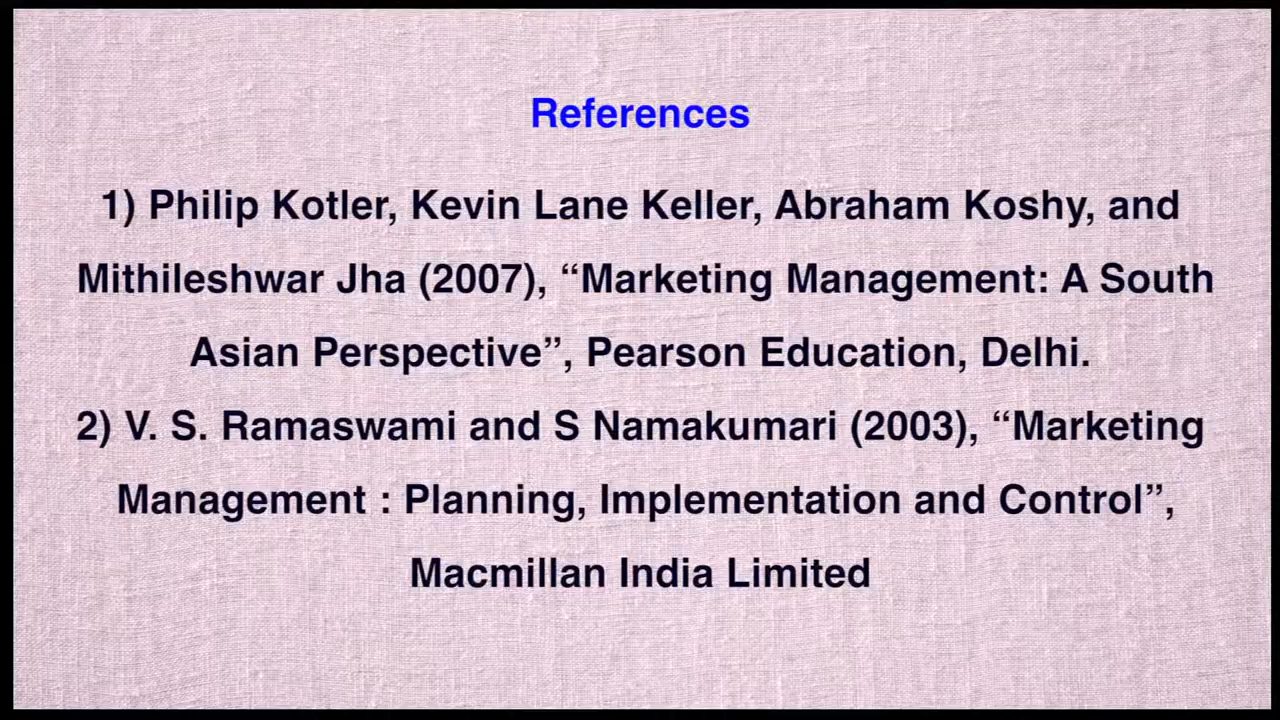 References
1) Philip Kotler, Kevin Lane Keller, Abraham Koshy, and
Mithileshwar Jha (2007), “Marketing Management: A South
Asian Perspective”, Pearson Education, Delhi.
2) V. S. Ramaswami and S Namakumari (2003), “Marketing
Management : Planning, Implementation and Control”,
Macmillan India Limited